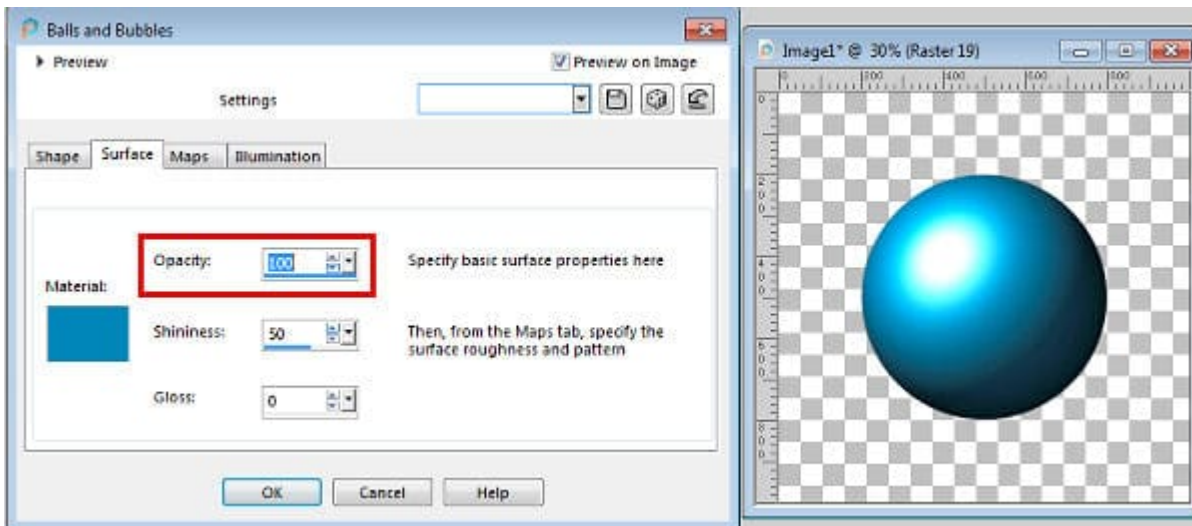 Balls and Bubbles
Preview
Preview on Image
Settings
Shape
Surface
Maps
Illumination
Opacity:
100
Specify basic surface properties here
Material:
Shininess:
50
Then, from the Maps tab, specify the
surface roughness and pattern
Gloss:
0
OK
Cancel
Help
Image1* @ 30% (Raster 19)